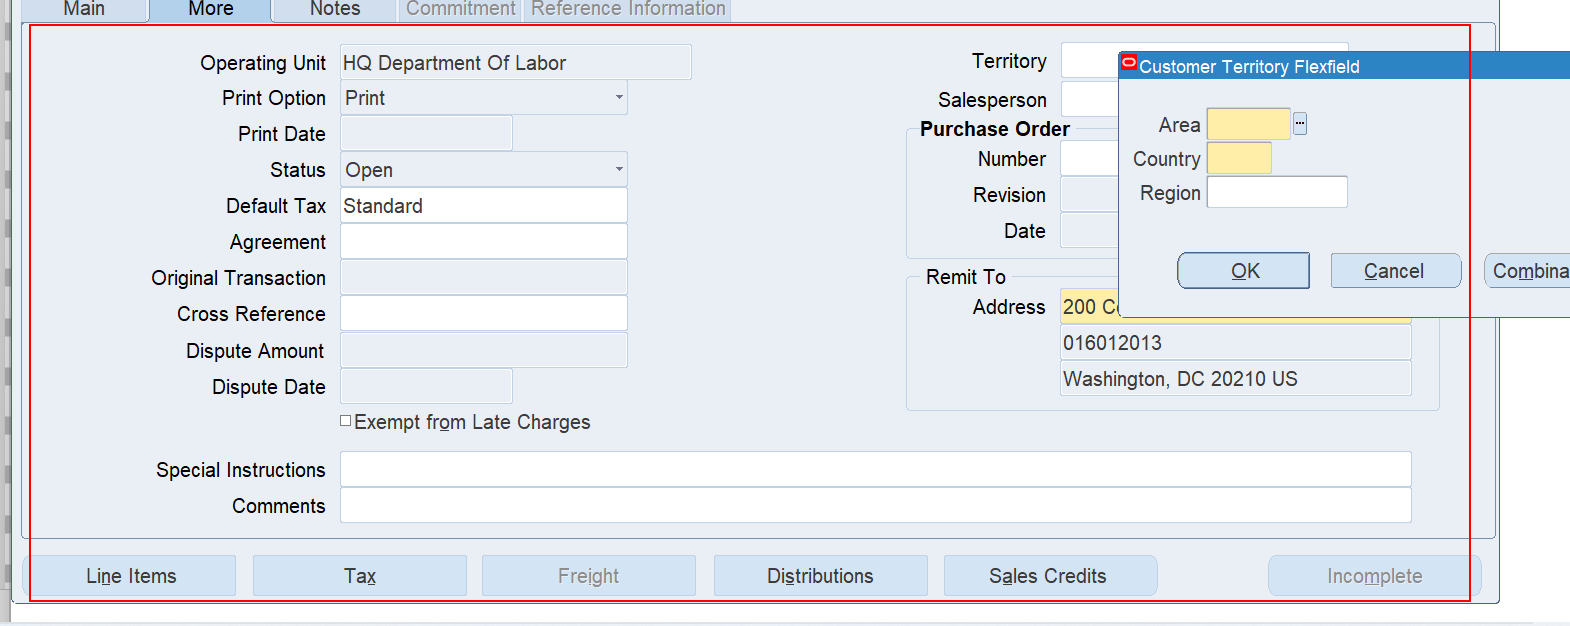 Main More Notes Commitment Reference Information
Operating Unit HQ Department Of Labor
Print Option Print
Print Date
Status Open
Default Tax Standard
Agreement
Original Transaction
Cross Reference
Dispute Amount
Dispute Date
Exempt from Late Charges
Special Instructions
Comments
Territory
Salesperson
Purchase Order
Number
Revision
Date
Remit To
Address 200 Co
016012013
Washington, DC 20210 US
Customer Territory Flexfield
Area ...
Country
Region
OK Cancel Combina
Line Items Tax Freight Distributions Sales Credits Incomplete